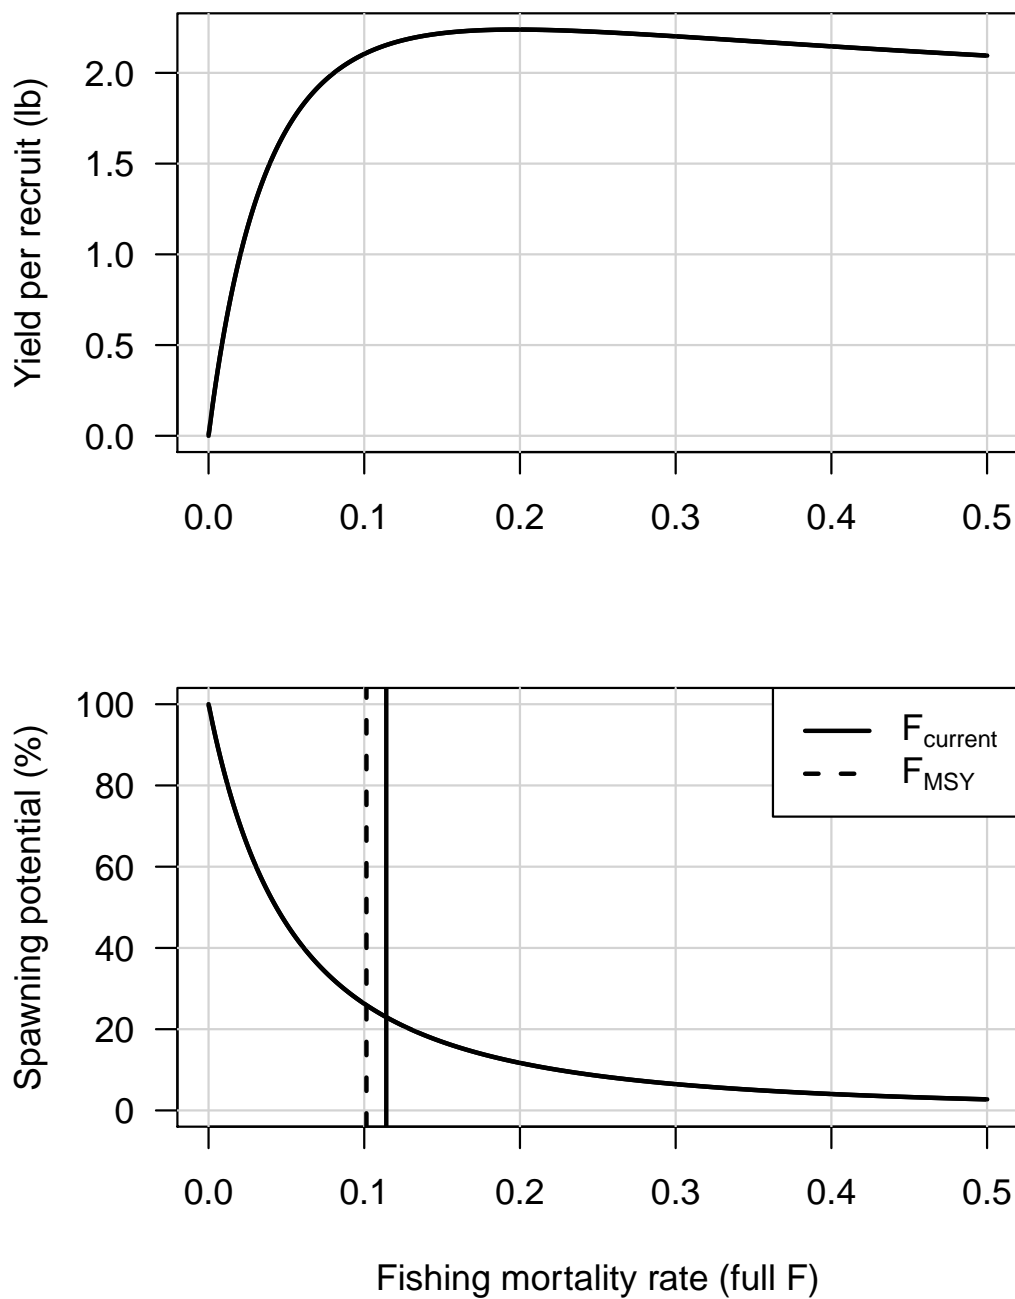 Yield per recruit (lb)
2.0
1.5
1.0
0.5
0.0
0.0 0.1 0.2 0.3 0.4 0.5
Spawning potential (%)
100
80
60
40
20
0
F_current
F_MSY
0.0 0.1 0.2 0.3 0.4 0.5
Fishing mortality rate (full F)